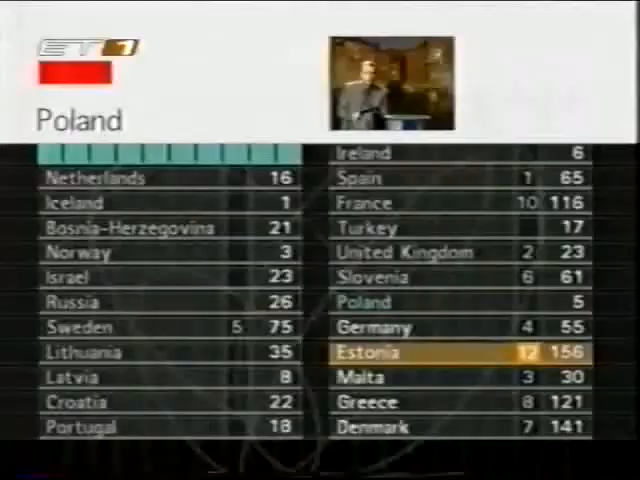 ET1
Poland
Netherlands 16
Iceland 1
Bosnia-Herzegovina 21
Norway 3
Israel 23
Russia 26
Sweden 5 75
Lithuania 35
Latvia 8
Croatia 22
Portugal 18
Ireland 6
Spain 1 65
France 10 116
Turkey 17
United Kingdom 2 23
Slovenia 6 61
Poland 5
Germany 4 55
Estonia 12 156
Malta 3 30
Greece 8 121
Denmark 7 141